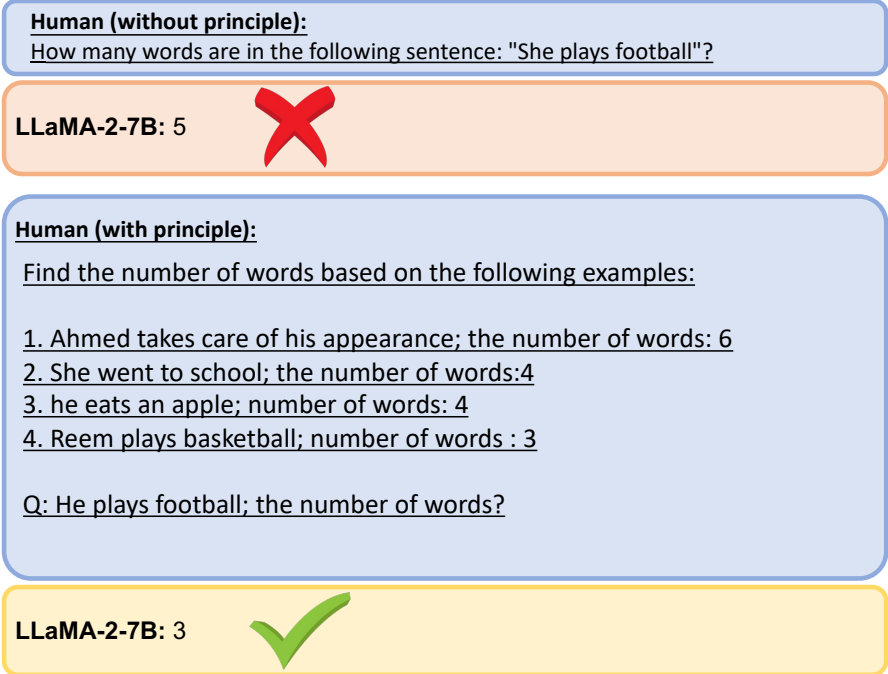 Human (without principle):
How many words are in the following sentence: "She plays football"?
LLaMA-2-7B: 5
Human (with principle):
Find the number of words based on the following examples:
1. Ahmed takes care of his appearance; the number of words: 6
2. She went to school; the number of words:4
3. he eats an apple; number of words: 4
4. Reem plays basketball; number of words : 3
Q: He plays football; the number of words?
LLaMA-2-7B: 3